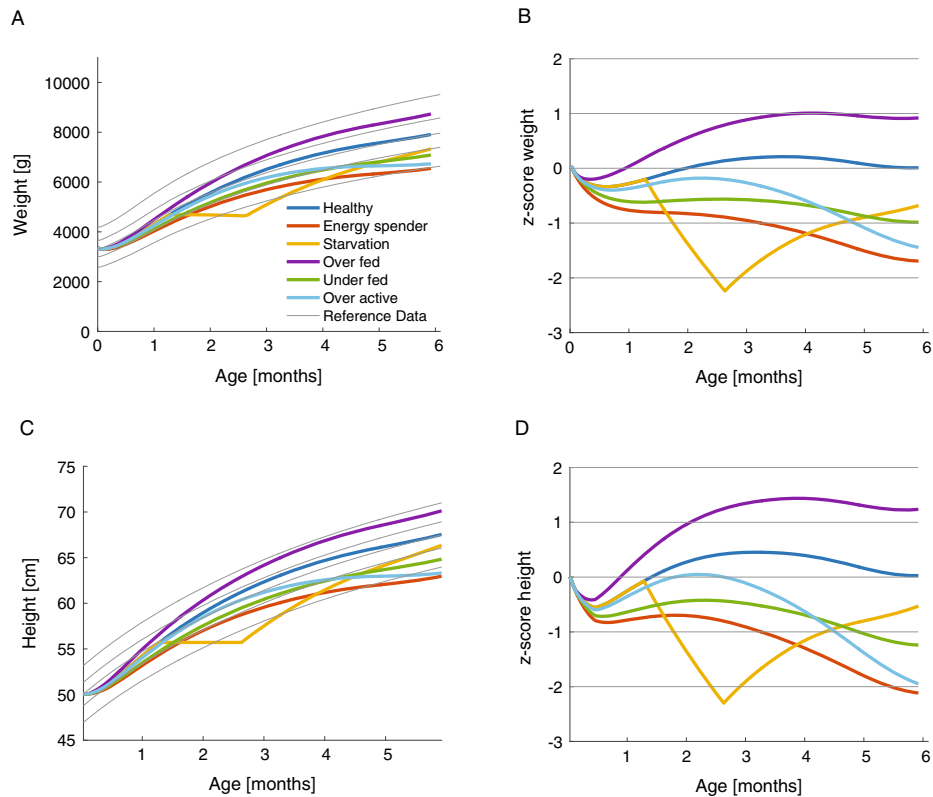 A
Weight [g]
10000
8000
6000
4000
2000
0
0 1 2 3 4 5 6
Age [months]
Healthy
Energy spender
Starvation
Over fed
Under fed
Over active
Reference Data
B
z-score weight
2
1
0
-1
-2
-3
0 1 2 3 4 5 6
Age [months]
C
Height [cm]
75
70
65
60
55
50
45
1 2 3 4 5
Age [months]
D
z-score height
2
1
0
-1
-2
-3
1 2 3 4 5 6
Age [months]